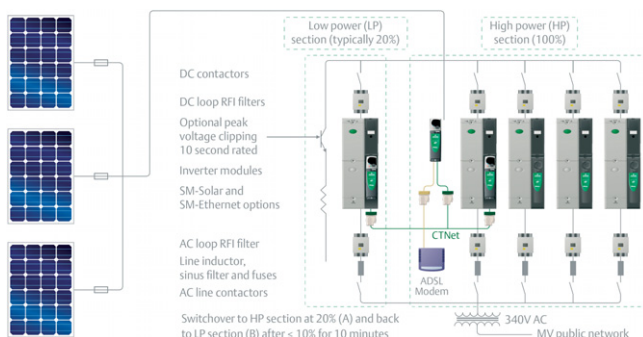 Low power (LP)
section (typically 20%)
High power (HP)
section (100%)
DC contactors
DC loop RFI filters
Optional peak
voltage clipping
10 second rated
Inverter modules
SM-Solar and
SM-Ethernet options
AC loop RFI filter
Line inductor,
sinus filter and fuses
AC line contactors
CTNet
ADSL
Modem
Switchover to HP section at 20% (A) and back
to LP section (B) after < 10% for 10 minutes
340V AC
MV public network